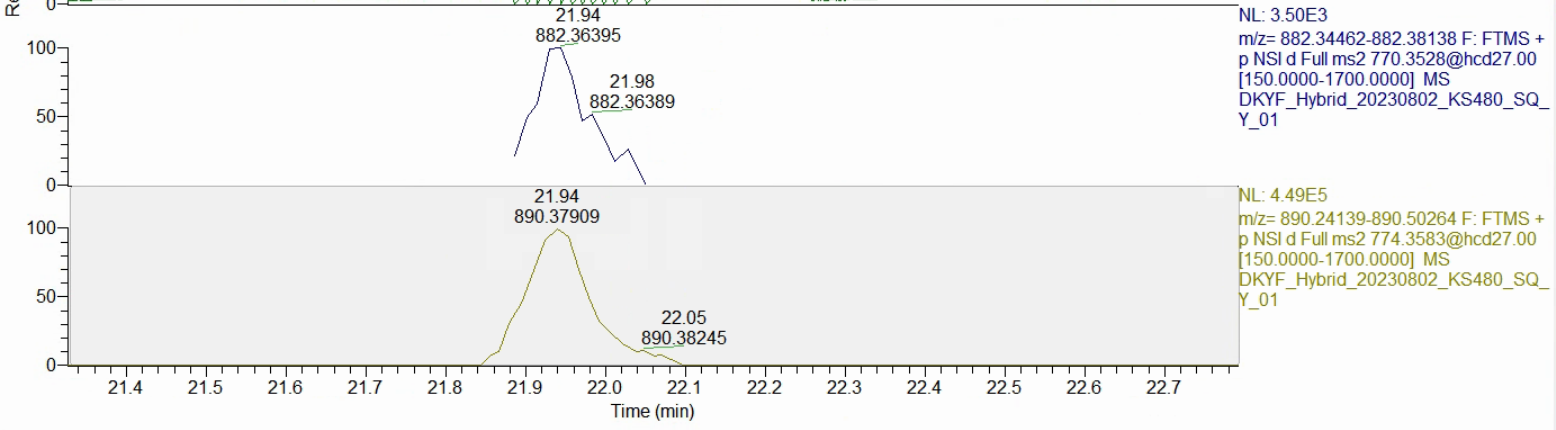 0
21.94
882.36395
100
21.98
882.36389
50
0
NL: 3.50E3
m/z= 882.34462-882.38138 F: FTMS +
p NSI d Full ms2 770.3528@hcd27.00
[150.0000-1700.0000] MS
DKYF_Hybrid_20230802_KS480_SQ_
Y_01
21.94
890.37909
100
50
22.05
890.38245
0
NL: 4.49E5
m/z= 890.24139-890.50264 F: FTMS +
p NSI d Full ms2 774.3583@hcd27.00
[150.0000-1700.0000] MS
DKYF_Hybrid_20230802_KS480_SQ_
Y_01
21.4 21.5 21.6 21.7 21.8 21.9 22.0 22.1 22.2 22.3 22.4 22.5 22.6 22.7
Time (min)